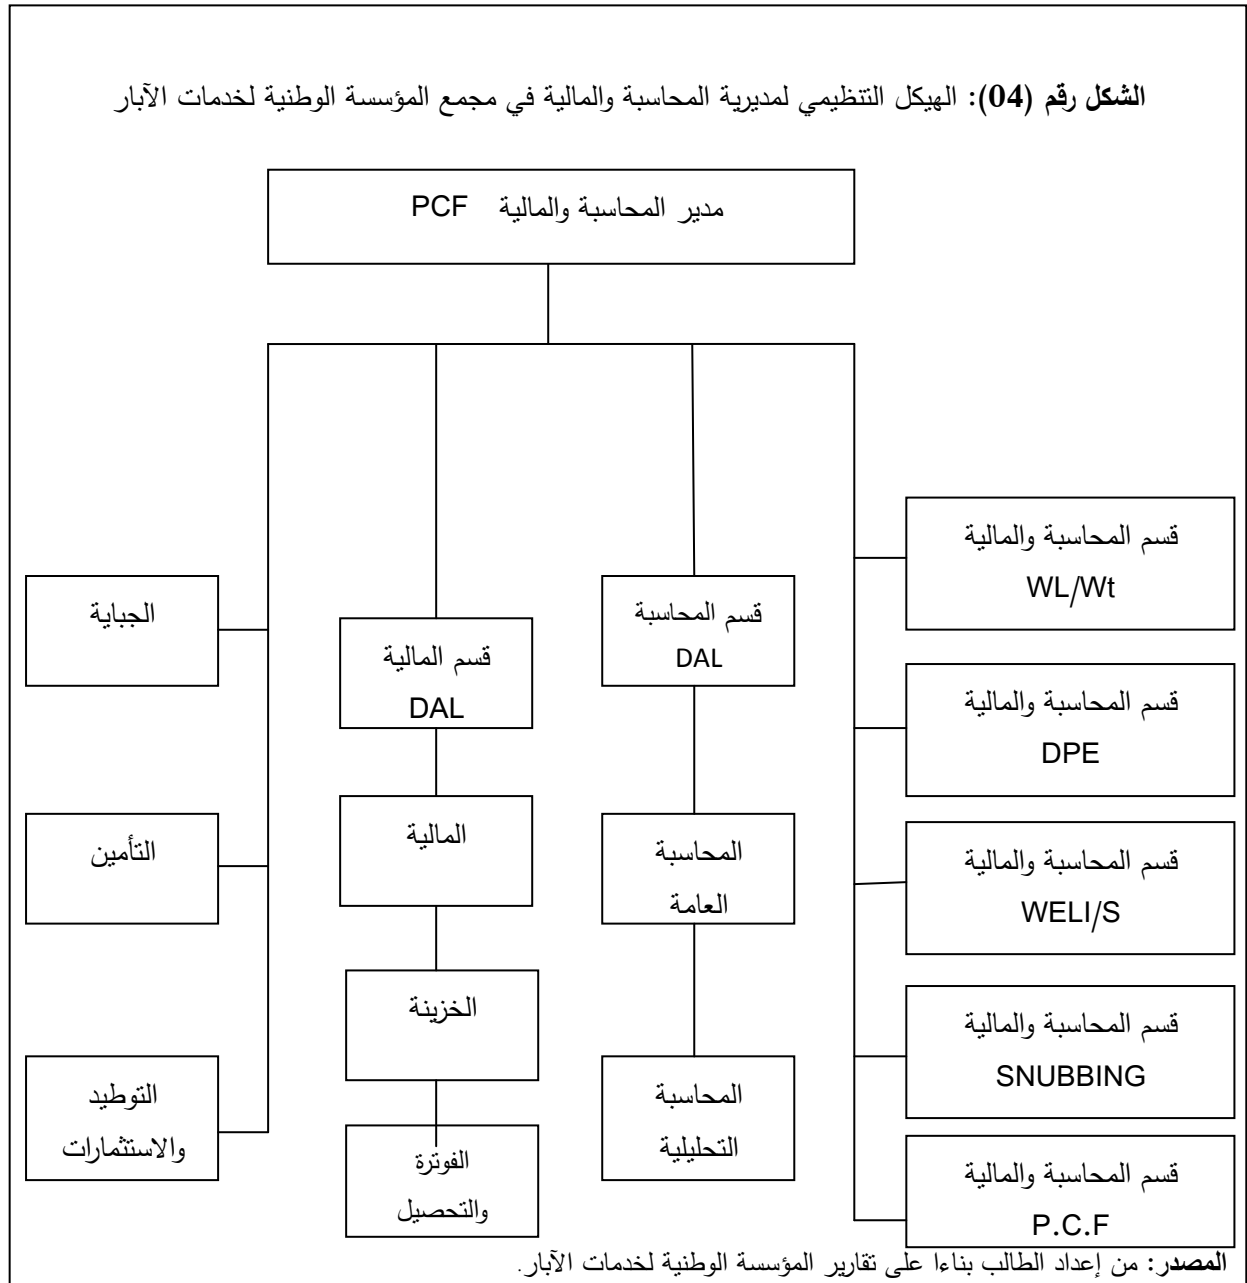 الشكل رقم (04): الهيكل التنظيمي لمديرية المحاسبة والمالية في مجمع المؤسسة الوطنية لخدمات الآبار
مدير المحاسبة والمالية PCF
قسم المحاسبة والمالية
WL/Wt
قسم المحاسبة والمالية
DPE
قسم المحاسبة والمالية
WELI/S
قسم المحاسبة والمالية
SNUBBING
قسم المحاسبة والمالية
P.C.F
قسم المحاسبة
DAL
المحاسبة
العامة
المحاسبة
التحليلية
قسم المالية
DAL
المالية
الخزينة
الفوترة
والتحصيل
الجباية
التأمين
التوطيد
والاستثمارات
المصدر: من إعداد الطالب بناءا على تقارير المؤسسة الوطنية لخدمات الآبار.